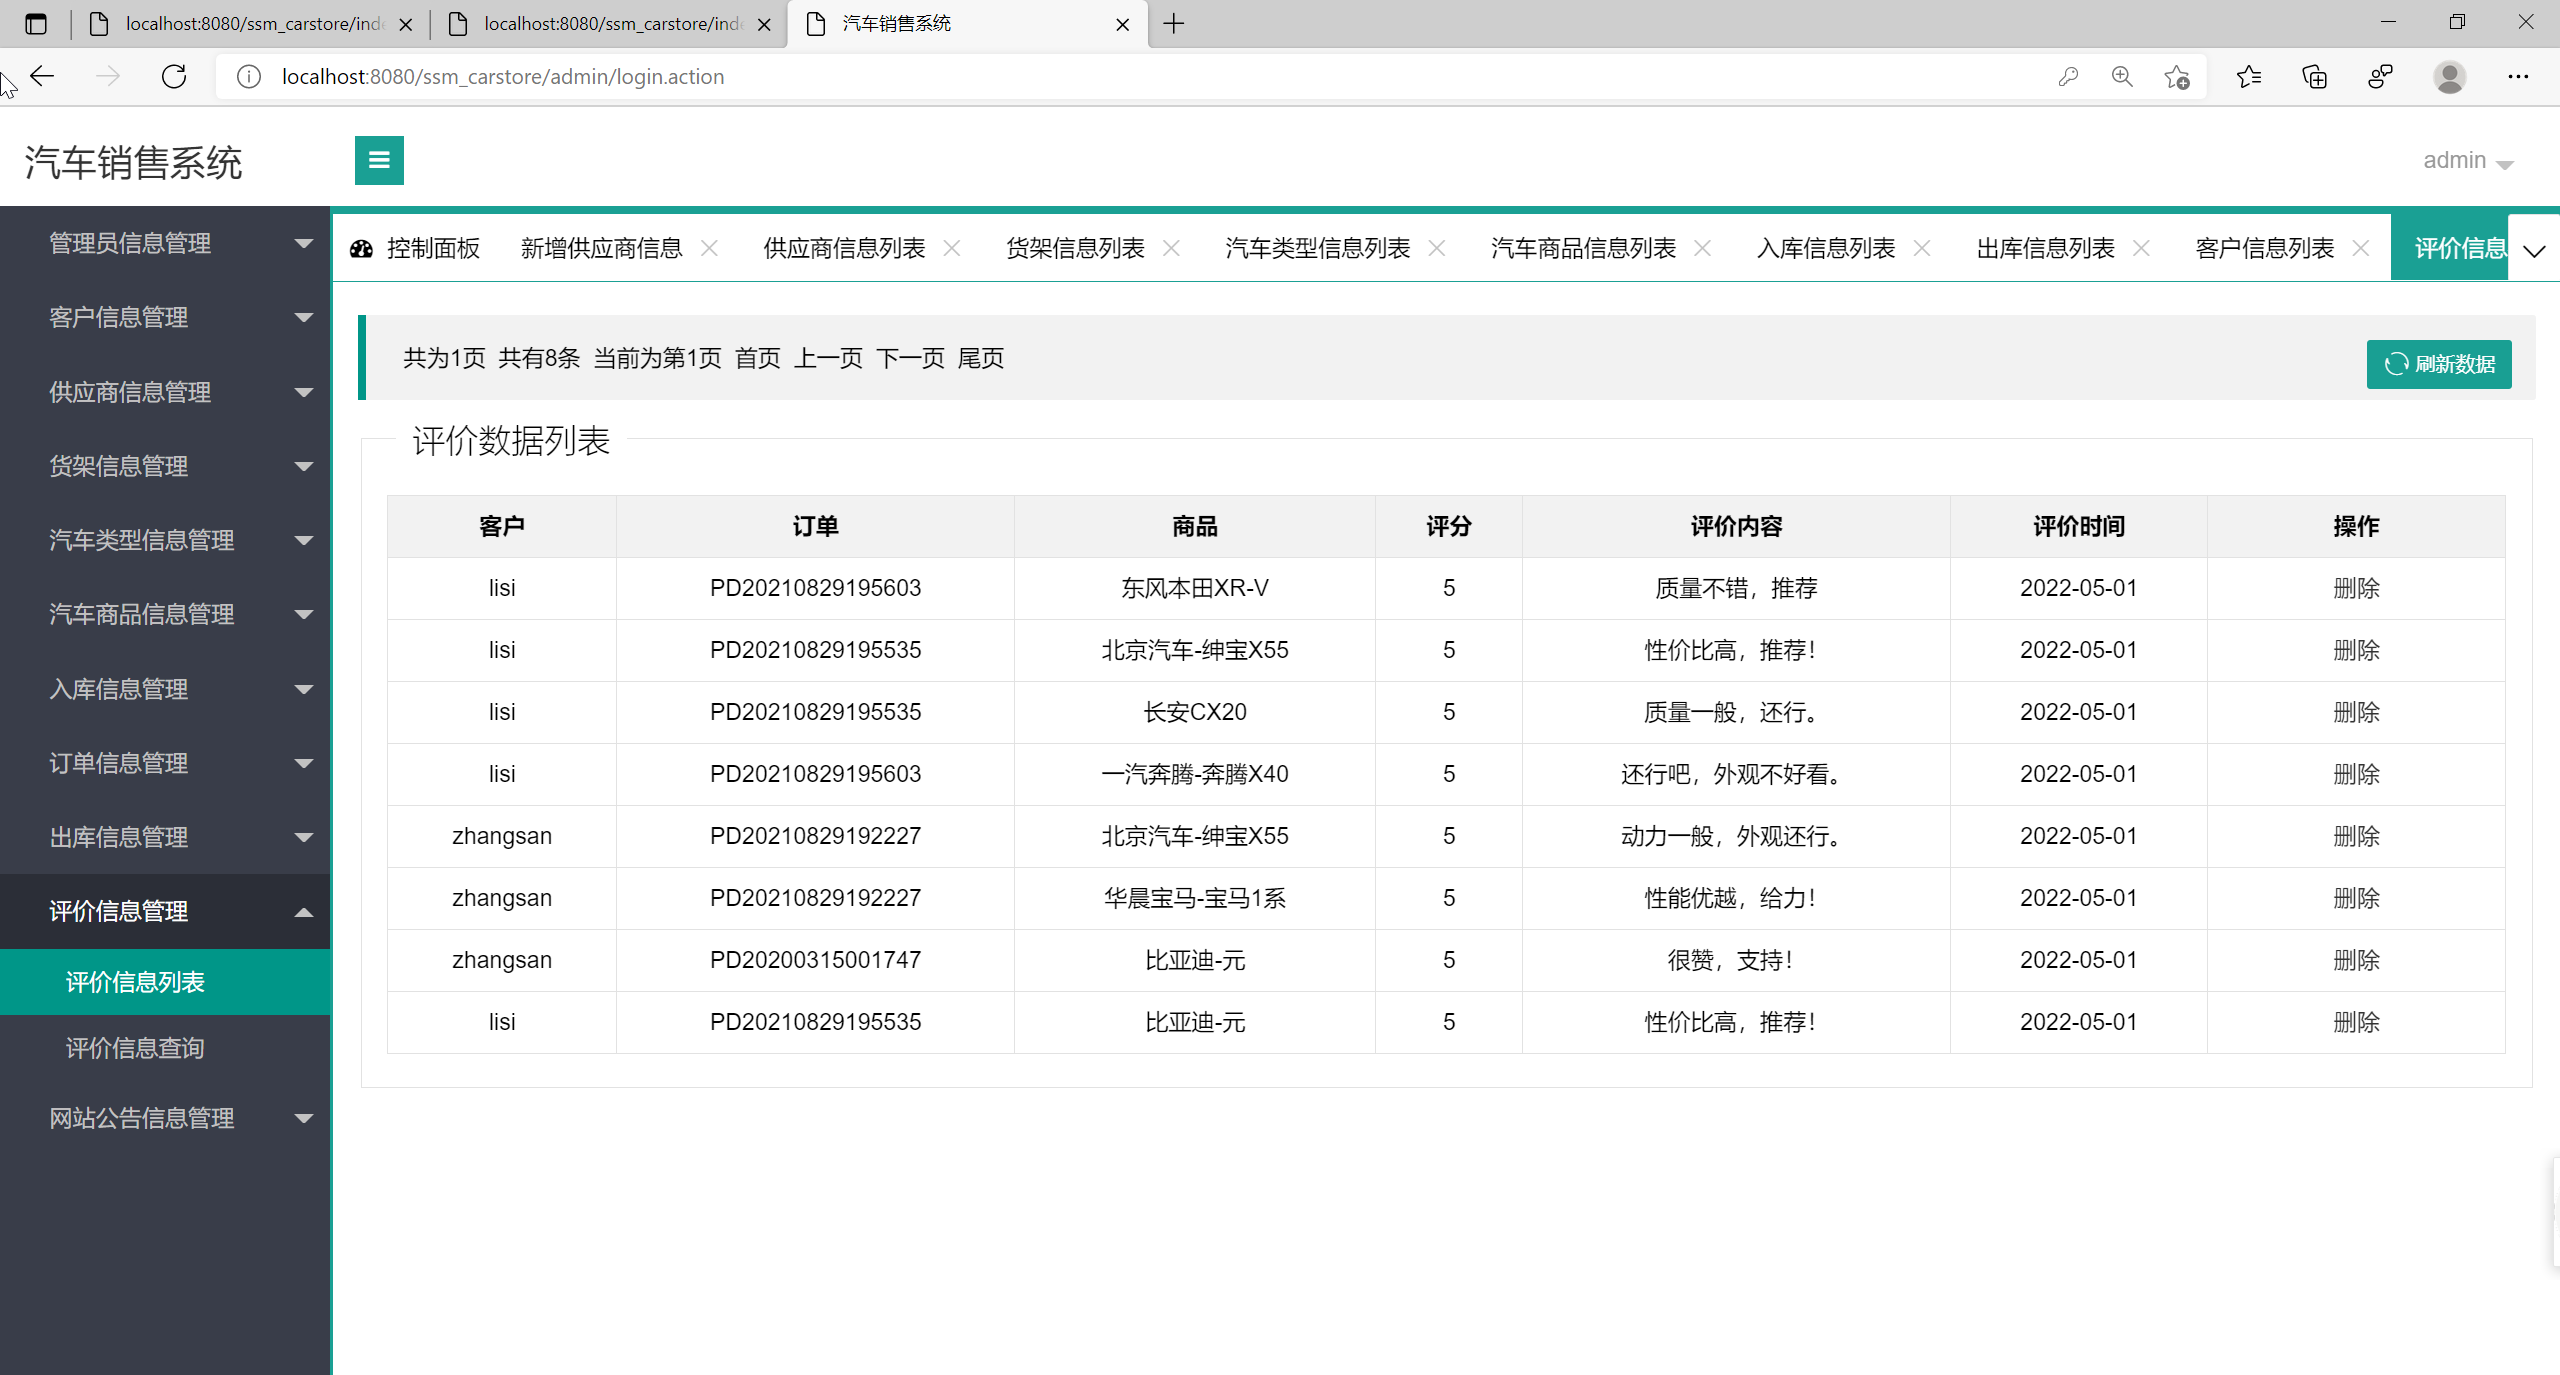 localhost:8080/ssm_carstore/ind
localhost:8080/ssm_carstore/ind
汽车销售系统
localhost:8080/ssm_carstore/admin/login.action
汽车销售系统
admin
控制面板 新增供应商信息 供应商信息列表 货架信息列表 汽车类型信息列表 汽车商品信息列表 入库信息列表 出库信息列表 客户信息列表 评价信息
管理员信息管理
客户信息管理
供应商信息管理
货架信息管理
汽车类型信息管理
汽车商品信息管理
入库信息管理
订单信息管理
出库信息管理
评价信息管理
评价信息列表
评价信息查询
网站公告信息管理
共为1页 共有8条 当前为第1页 首页 上一页 下一页 尾页
刷新数据
评价数据列表
客户 订单 商品 评分 评价内容 评价时间 操作
lisi PD20210829195603 东风本田XR-V 5 质量不错，推荐 2022-05-01 删除
lisi PD20210829195535 北京汽车-绅宝X55 5 性价比高，推荐！ 2022-05-01 删除
lisi PD20210829195535 长安CX20 5 质量一般，还行。 2022-05-01 删除
lisi PD20210829195603 一汽奔腾-奔腾X40 5 还行吧，外观不好看。 2022-05-01 删除
zhangsan PD20210829192227 北京汽车-绅宝X55 5 动力一般，外观还行。 2022-05-01 删除
zhangsan PD20210829192227 华晨宝马-宝马1系 5 性能优越，给力！ 2022-05-01 删除
zhangsan PD20200315001747 比亚迪-元 5 很赞，支持！ 2022-05-01 删除
lisi PD20210829195535 比亚迪-元 5 性价比高，推荐！ 2022-05-01 删除